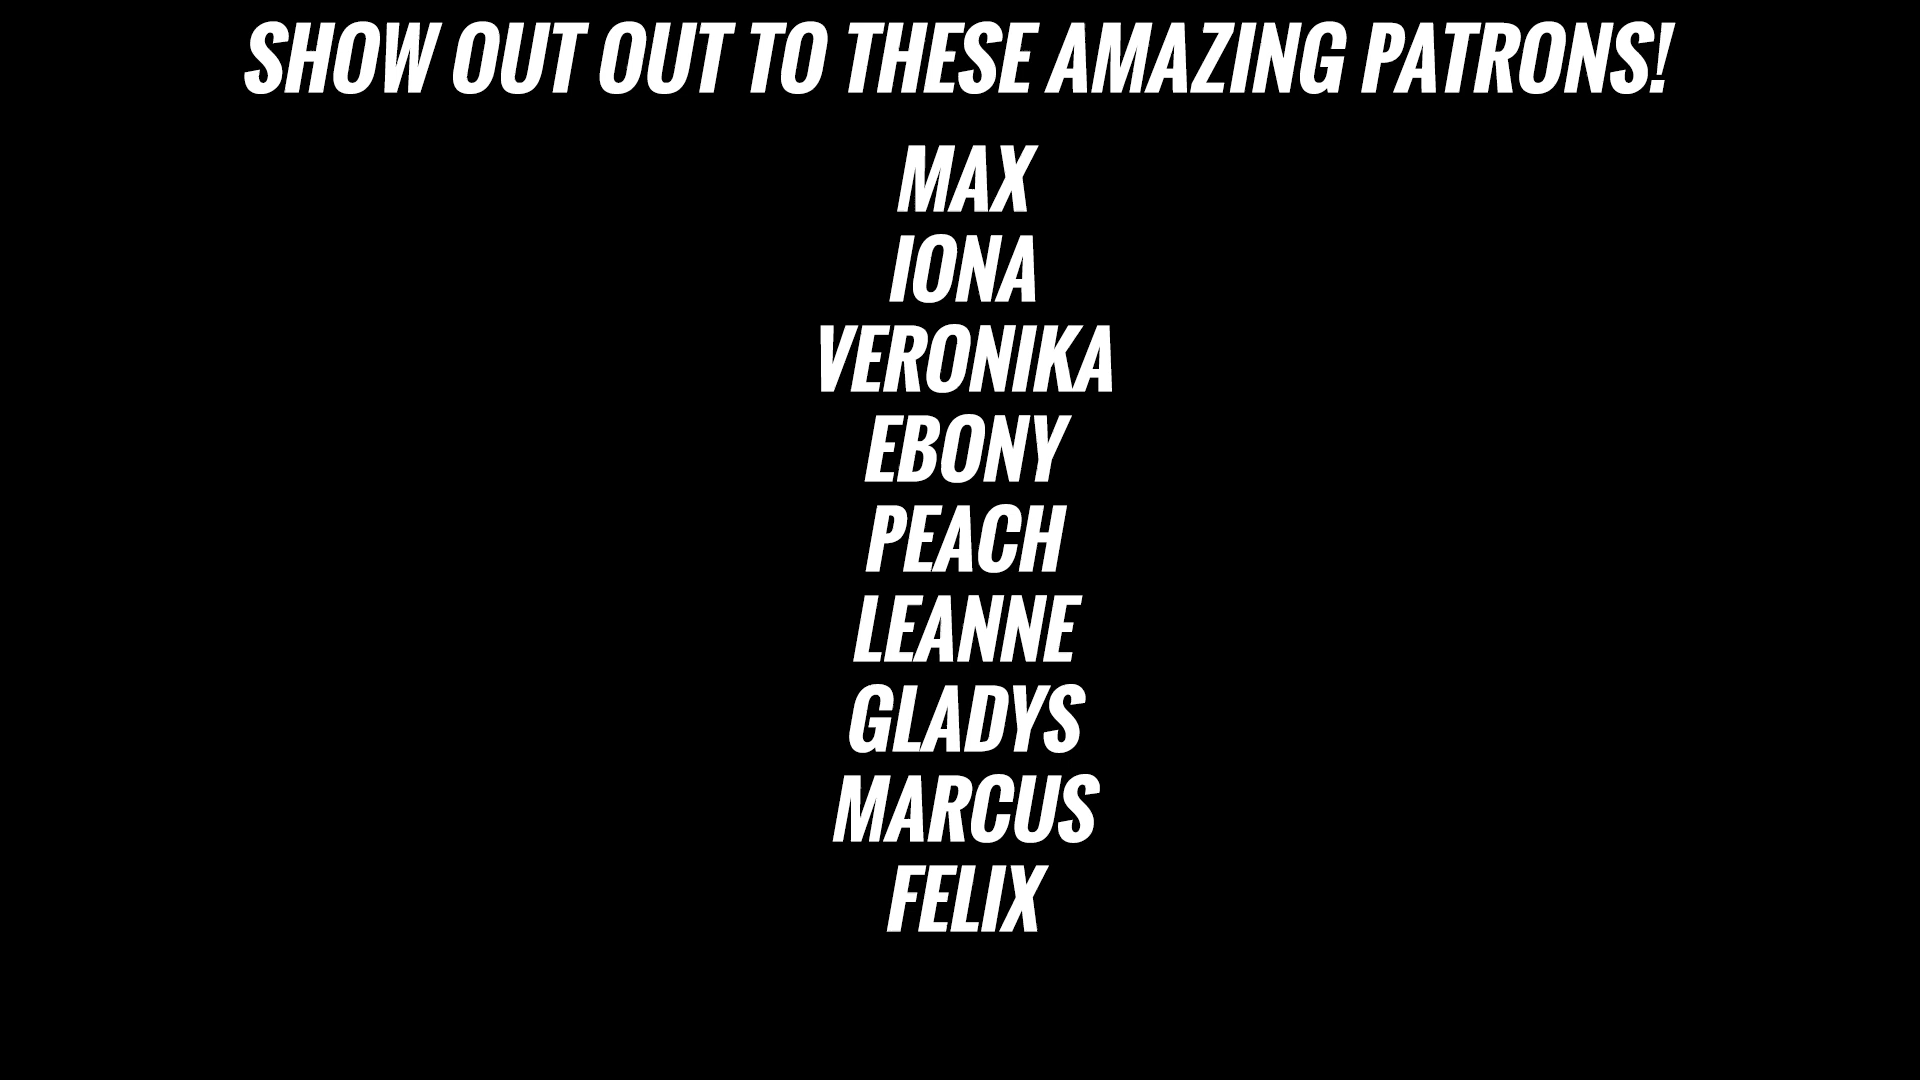 SHOW OUT OUT TO THESE AMAZING PATRONS!
MAX
IONA
VERONIKA
EBONY
PEACH
LEANNE
GLADYS
MARCUS
FELIX